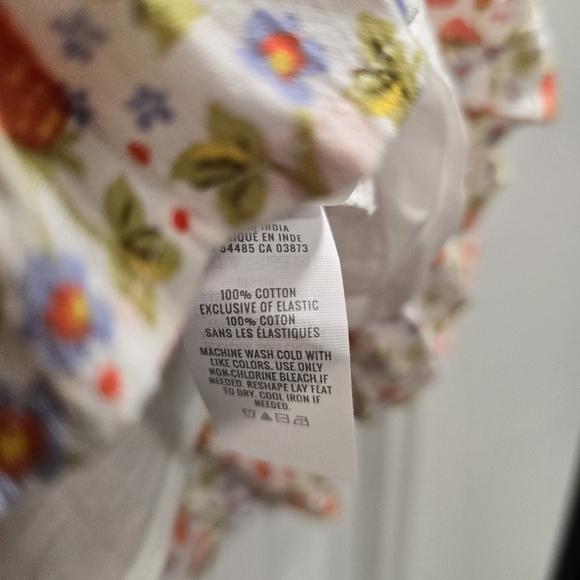 INDIA
EN INDE
54485 CA 03873
100% COTTON
EXCLUSIVE OF ELASTIC
100% COTON
SANS LES ÉLASTIQUES
MACHINE WASH COLD WITH
LIKE COLORS. USE ONLY
NON-CHLORINE BLEACH IF
NEEDED. RESHAPE LAY FLAT
TO DRY. COOL IRON IF
NEEDED.